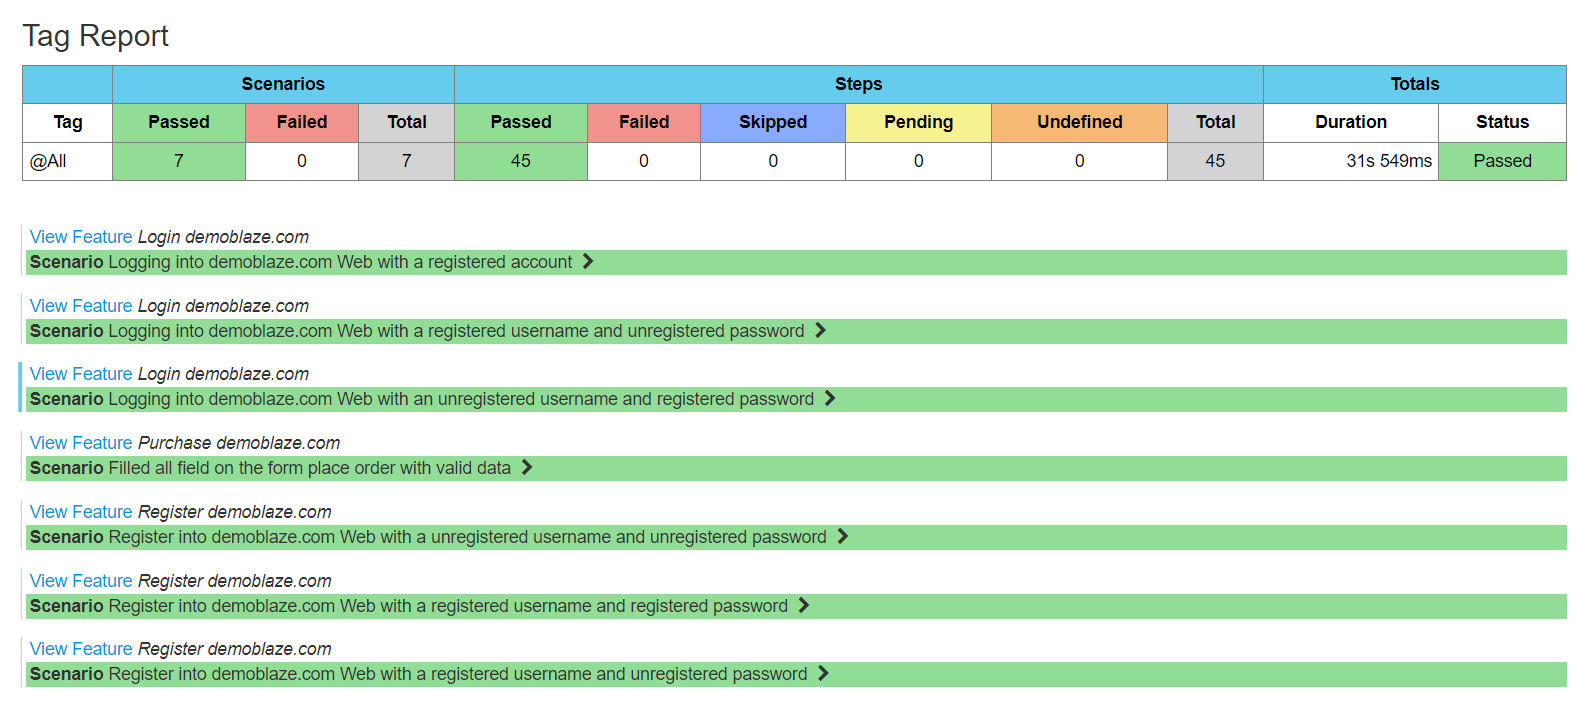 Tag Report
Scenarios Steps Totals
Tag Passed Failed Total Passed Failed Skipped Pending Undefined Total Duration Status
@All 7 0 7 45 0 0 0 0 45 31s 549ms Passed
View Feature Login demoblaze.com
Scenario Logging into demoblaze.com Web with a registered account
View Feature Login demoblaze.com
Scenario Logging into demoblaze.com Web with a registered username and unregistered password
View Feature Login demoblaze.com
Scenario Logging into demoblaze.com Web with an unregistered username and registered password
View Feature Purchase demoblaze.com
Scenario Filled all field on the form place order with valid data
View Feature Register demoblaze.com
Scenario Register into demoblaze.com Web with a unregistered username and unregistered password
View Feature Register demoblaze.com
Scenario Register into demoblaze.com Web with a registered username and registered password
View Feature Register demoblaze.com
Scenario Register into demoblaze.com Web with a registered username and unregistered password